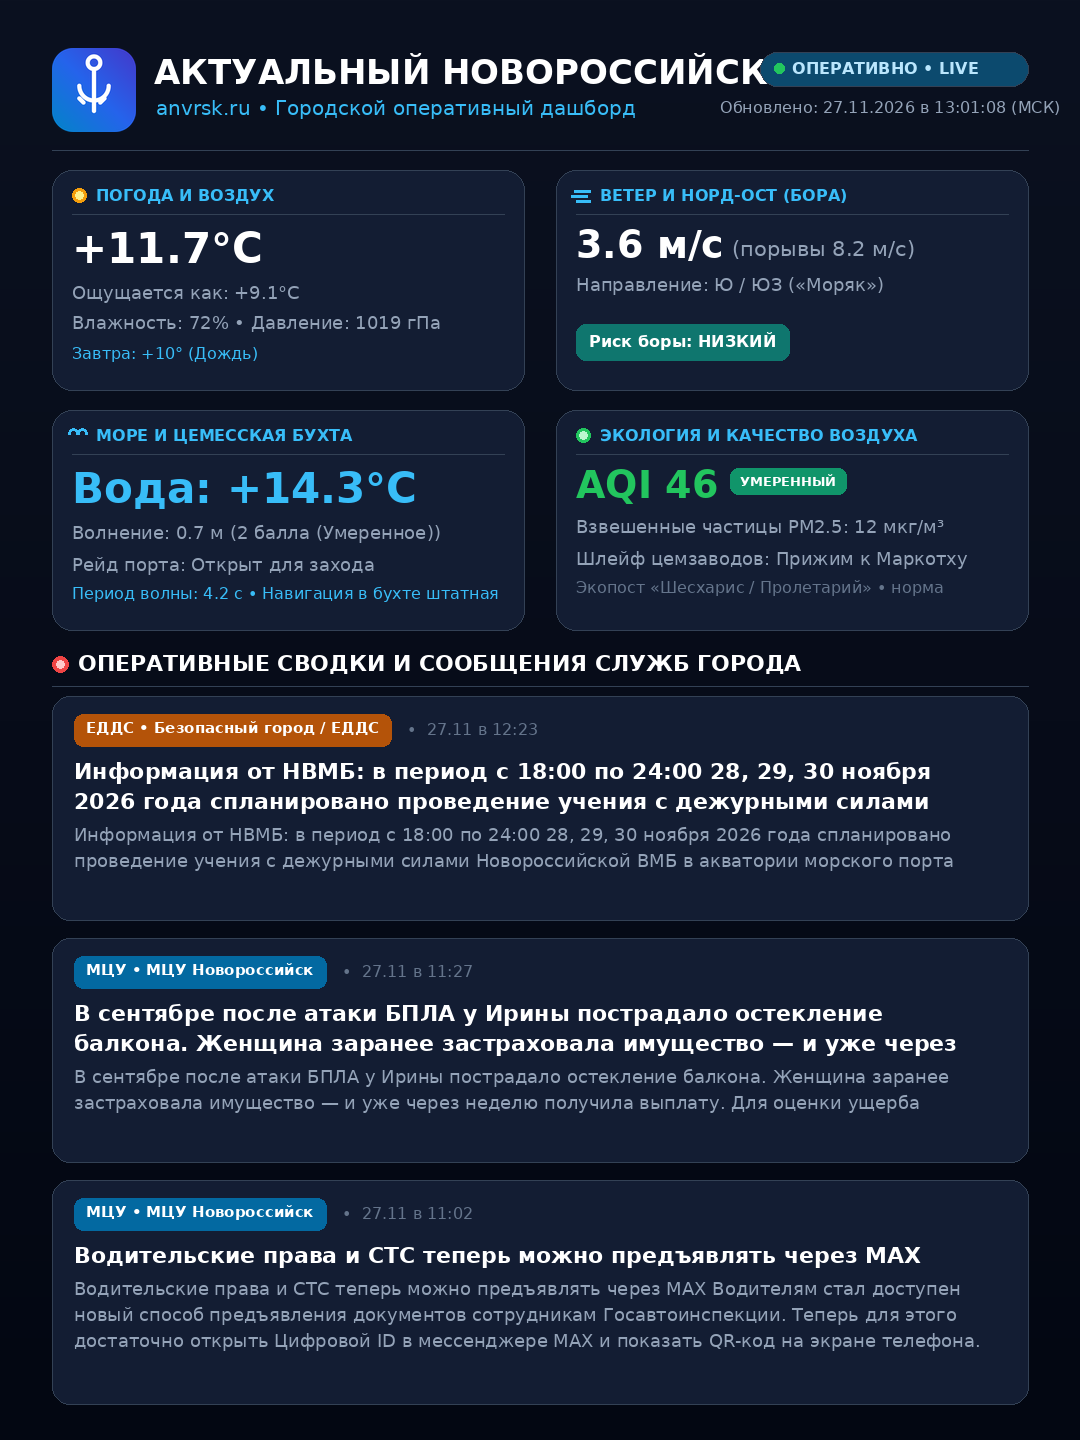 АКТУАЛЬНЫЙ НОВОРОССИЙСК
ОПЕРАТИВНО • LIVE
anvrsk.ru • Городской оперативный дашборд
Обновлено: 27.11.2026 в 13:01:08 (МСК)
ПОГОДА И ВОЗДУХ
+11.7°C
Ощущается как: +9.1°C
Влажность: 72% • Давление: 1019 гПа
Завтра: +10° (Дождь)
ВЕТЕР И НОРД-ОСТ (БОРА)
3.6 м/с (порывы 8.2 м/с)
Направление: Ю / ЮЗ («Моряк»)
Риск боры: НИЗКИЙ
МОРЕ И ЦЕМЕССКАЯ БУХТА
Вода: +14.3°C
Волнение: 0.7 м (2 балла (Умеренное))
Рейд порта: Открыт для захода
Период волны: 4.2 с • Навигация в бухте штатная
ЭКОЛОГИЯ И КАЧЕСТВО ВОЗДУХА
AQI 46 УМЕРЕННЫЙ
Взвешенные частицы PM2.5: 12 мкг/м³
Шлейф цемзаводов: Прижим к Маркотху
Экопост «Шесхарис / Пролетарий» • норма
ОПЕРАТИВНЫЕ СВОДКИ И СООБЩЕНИЯ СЛУЖБ ГОРОДА
ЕДДС • Безопасный город / ЕДДС • 27.11 в 12:23
Информация от НВМБ: в период с 18:00 по 24:00 28, 29, 30 ноября
2026 года спланировано проведение учения с дежурными силами
Информация от НВМБ: в период с 18:00 по 24:00 28, 29, 30 ноября 2026 года спланировано
проведение учения с дежурными силами Новороссийской ВМБ в акватории морского порта
МЦУ • МЦУ Новороссийск • 27.11 в 11:27
В сентябре после атаки БПЛА у Ирины пострадало остекление
балкона. Женщина заранее застраховала имущество — и уже через
В сентябре после атаки БПЛА у Ирины пострадало остекление балкона. Женщина заранее
застраховала имущество — и уже через неделю получила выплату. Для оценки ущерба
МЦУ • МЦУ Новороссийск • 27.11 в 11:02
Водительские права и СТС теперь можно предъявлять через MAX
Водительские права и СТС теперь можно предъявлять через MAX Водителям стал доступен
новый способ предъявления документов сотрудникам Госавтоинспекции. Теперь для этого
достаточно открыть Цифровой ID в мессенджере MAX и показать QR-код на экране телефона.